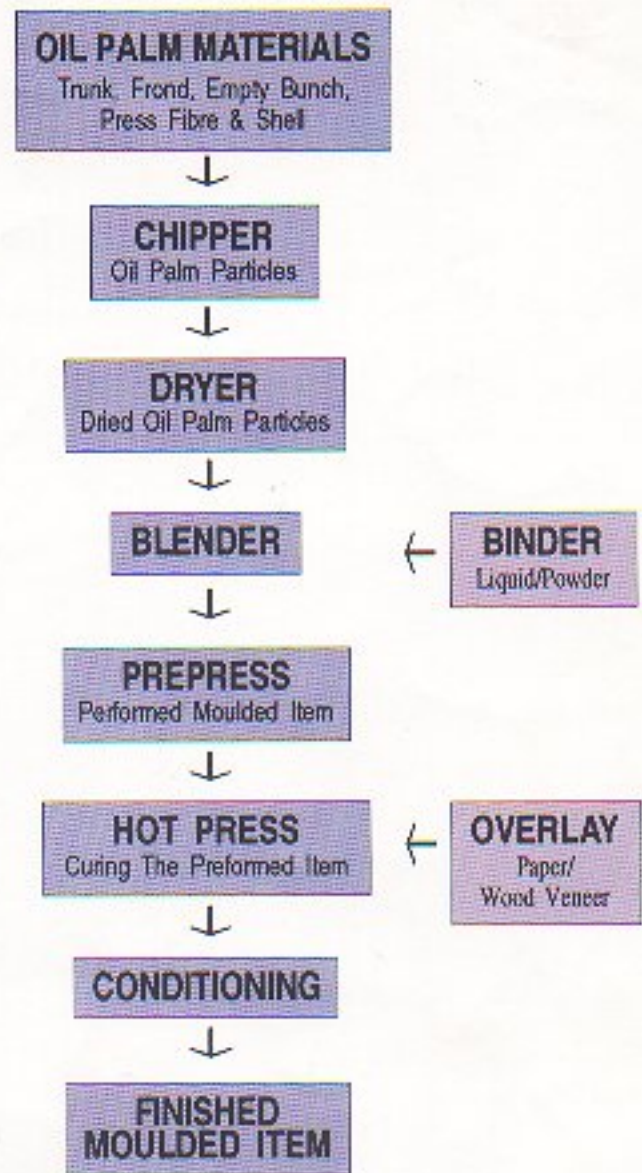 OIL PALM MATERIALS
Trunk, Frond, Empty Bunch,
Press Fibre & Shell
CHIPPER
Oil Palm Particles
DRYER
Dried Oil Palm Particles
BLENDER
BINDER
Liquid/Powder
PREPRESS
Performed Moulded Item
HOT PRESS
Curing The Preformed Item
OVERLAY
Paper/
Wood Veneer
CONDITIONING
FINISHED
MOULDED ITEM